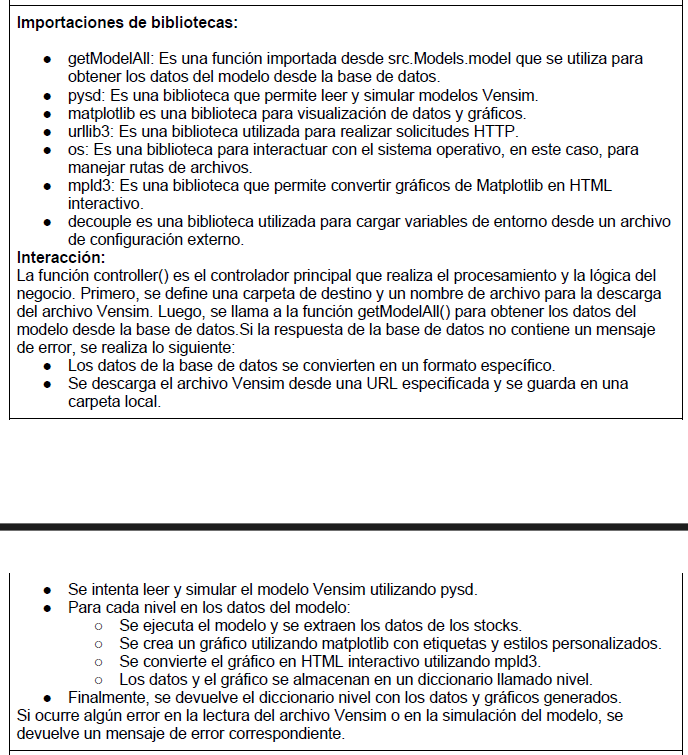 Importaciones de bibliotecas:
● getModelAll: Es una función importada desde src.Models.model que se utiliza para
obtener los datos del modelo desde la base de datos.
● pysd: Es una biblioteca que permite leer y simular modelos Vensim.
● matplotlib es una biblioteca para visualización de datos y gráficos.
● urllib3: Es una biblioteca utilizada para realizar solicitudes HTTP.
● os: Es una biblioteca para interactuar con el sistema operativo, en este caso, para
manejar rutas de archivos.
● mpld3: Es una biblioteca que permite convertir gráficos de Matplotlib en HTML
interactivo.
● decouple es una biblioteca utilizada para cargar variables de entorno desde un archivo
de configuración externo.
Interacción:
La función controller() es el controlador principal que realiza el procesamiento y la lógica del
negocio. Primero, se define una carpeta de destino y un nombre de archivo para la descarga
del archivo Vensim. Luego, se llama a la función getModelAll() para obtener los datos del
modelo desde la base de datos.Si la respuesta de la base de datos no contiene un mensaje
de error, se realiza lo siguiente:
● Los datos de la base de datos se convierten en un formato específico.
● Se descarga el archivo Vensim desde una URL especificada y se guarda en una
carpeta local.
● Se intenta leer y simular el modelo Vensim utilizando pysd.
● Para cada nivel en los datos del modelo:
○ Se ejecuta el modelo y se extraen los datos de los stocks.
○ Se crea un gráfico utilizando matplotlib con etiquetas y estilos personalizados.
○ Se convierte el gráfico en HTML interactivo utilizando mpld3.
○ Los datos y el gráfico se almacenan en un diccionario llamado nivel.
● Finalmente, se devuelve el diccionario nivel con los datos y gráficos generados.
Si ocurre algún error en la lectura del archivo Vensim o en la simulación del modelo, se
devuelve un mensaje de error correspondiente.